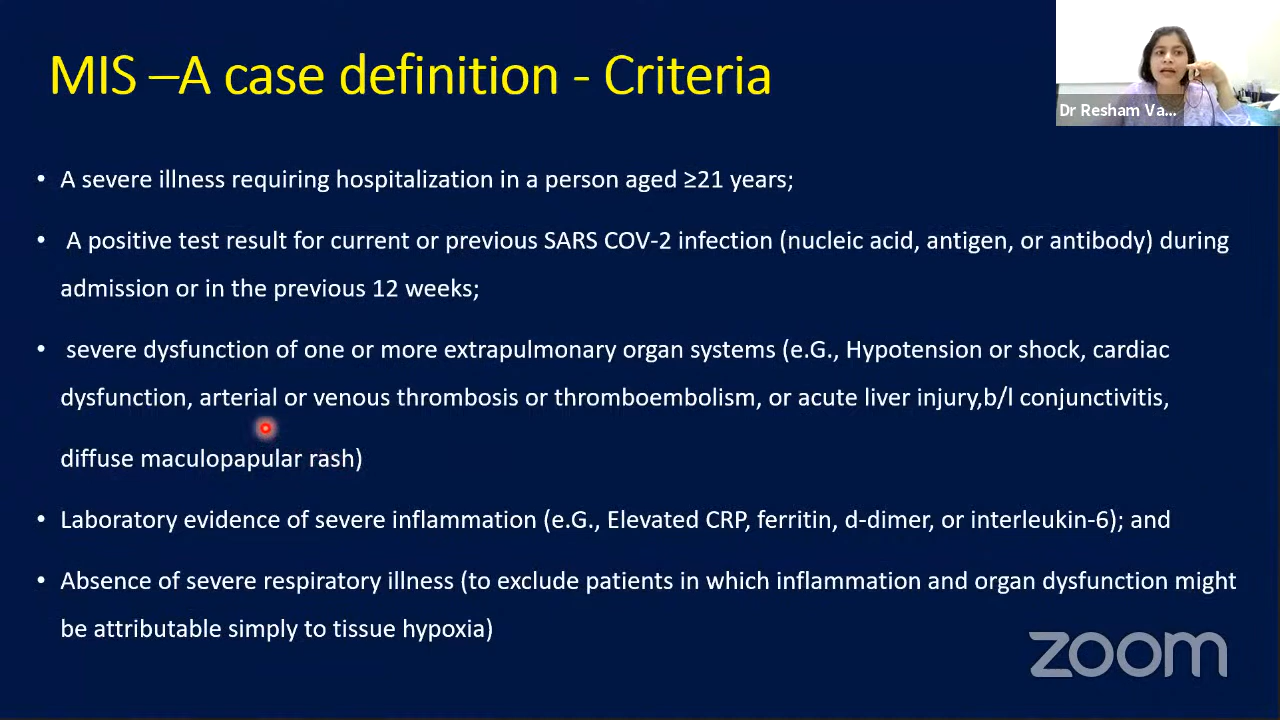 MIS –A case definition - Criteria
Dr Resham Va...
• A severe illness requiring hospitalization in a person aged ≥21 years;
• A positive test result for current or previous SARS COV-2 infection (nucleic acid, antigen, or antibody) during
admission or in the previous 12 weeks;
• severe dysfunction of one or more extrapulmonary organ systems (e.G., Hypotension or shock, cardiac
dysfunction, arterial or venous thrombosis or thromboembolism, or acute liver injury,b/l conjunctivitis,
diffuse maculopapular rash)
• Laboratory evidence of severe inflammation (e.G., Elevated CRP, ferritin, d-dimer, or interleukin-6); and
• Absence of severe respiratory illness (to exclude patients in which inflammation and organ dysfunction might
be attributable simply to tissue hypoxia)
zoom